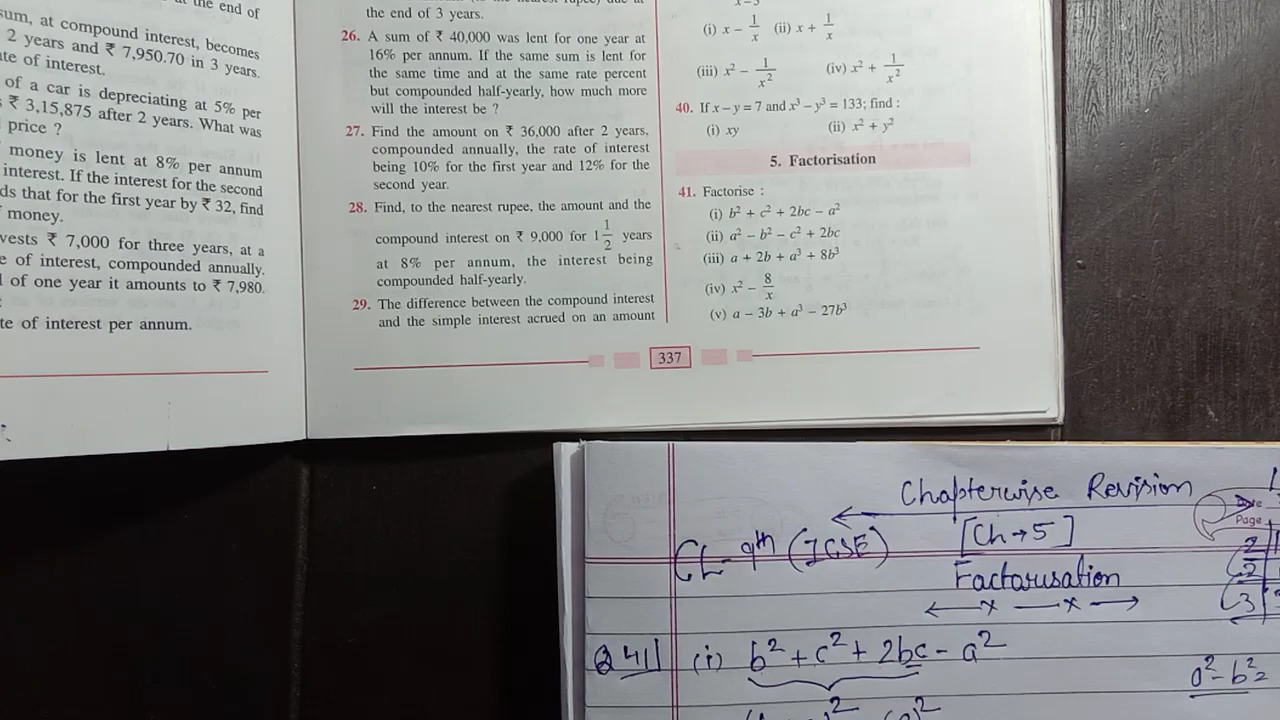 the end of
sum, at compound interest, becomes
2 years and ₹ 7,950.70 in 3 years.
te of interest.
of a car is depreciating at 5% per
₹ 3,15,875 after 2 years. What was
price ?
money is lent at 8% per annum
interest. If the interest for the second
ds that for the first year by ₹ 32, find
money.
vests ₹ 7,000 for three years, at a
e of interest, compounded annually.
of one year it amounts to ₹ 7,980.
te of interest per annum.
the end of 3 years.
26. A sum of ₹ 40,000 was lent for one year at
16% per annum. If the same sum is lent for
the same time and at the same rate percent
but compounded half-yearly, how much more
will the interest be ?
27. Find the amount on ₹ 36,000 after 2 years,
compounded annually, the rate of interest
being 10% for the first year and 12% for the
second year.
28. Find, to the nearest rupee, the amount and the
compound interest on ₹ 9,000 for 1 1/2 years
at 8% per annum, the interest being
compounded half-yearly.
29. The difference between the compound interest
and the simple interest acrued on an amount
(i) x − 1/x (ii) x + 1/x
(iii) x² − 1/x² (iv) x² + 1/x²
40. If x − y = 7 and x³ − y³ = 133; find :
(i) xy (ii) x² + y²
5. Factorisation
41. Factorise :
(i) b² + c² + 2bc − a²
(ii) a² − b² − c² + 2bc
(iii) a + 2b + a³ + 8b³
(iv) x² − 8/x
(v) a − 3b + a³ − 27b³
337
Chapterwise Revision
Date
Page
CL-9th (ICSE) [Ch→5]
Factorisation
Q41 (i) b² + c² + 2bc − a²
a² − b² =